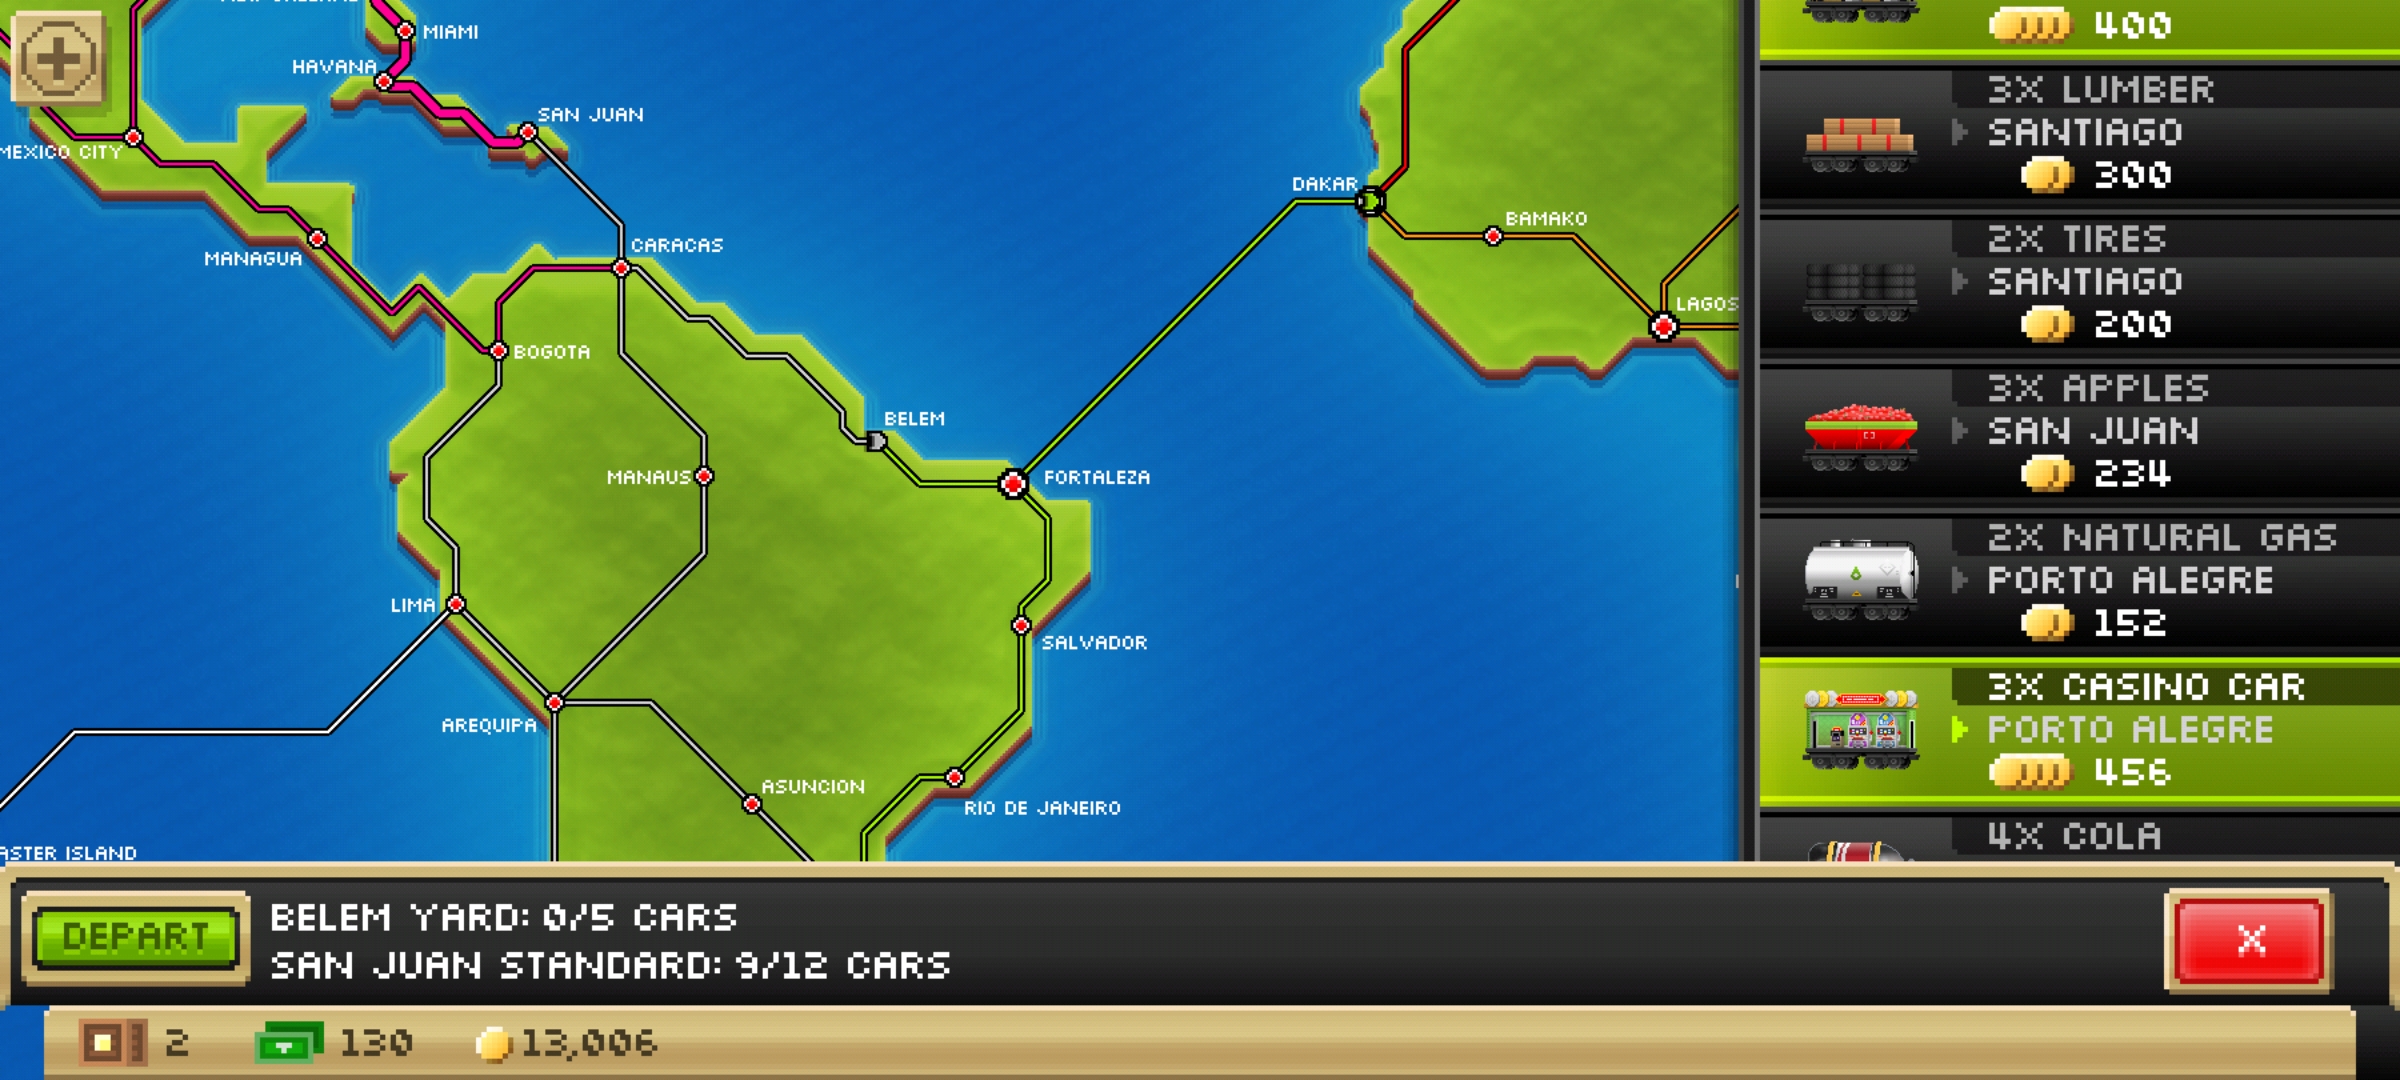 MIAMI
HAVANA
SAN JUAN
MEXICO CITY
DAKAR
BAMAKO
MANAGUA
CARACAS
LAGOS
BOGOTA
BELEM
MANAUS
FORTALEZA
LIMA
SALVADOR
AREQUIPA
ASUNCION
RIO DE JANEIRO
ASTER ISLAND
400
3X LUMBER
SANTIAGO
300
2X TIRES
SANTIAGO
200
3X APPLES
SAN JUAN
234
2X NATURAL GAS
PORTO ALEGRE
152
3X CASINO CAR
PORTO ALEGRE
456
4X COLA
DEPART
BELEM YARD: 0/5 CARS
SAN JUAN STANDARD: 9/12 CARS
X
2
130
13,006